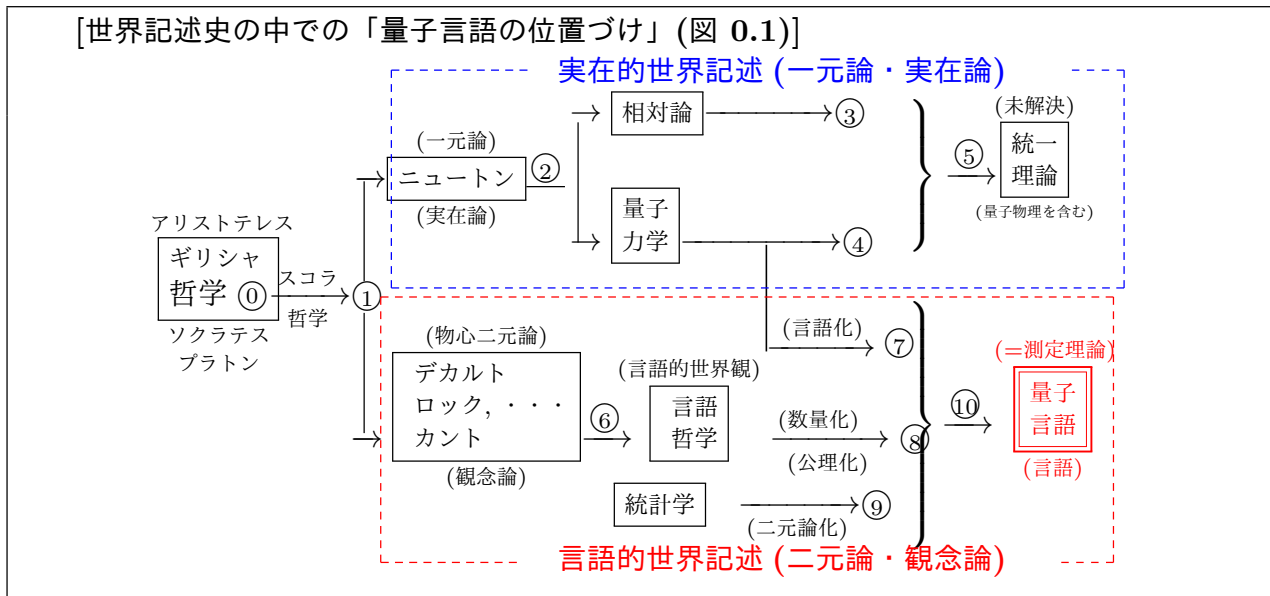 [世界記述史の中での「量子言語の位置づけ」(図 0.1)]
実在的世界記述 (一元論・実在論)
相対論
③
(未解決)
統一
理論
(量子物理を含む)
⑤
(一元論)
ニュートン
(実在論)
②
量子
力学
④
アリストテレス
ギリシャ
哲学 ⓪
ソクラテス
プラトン
スコラ
哲学
①
(物心二元論)
デカルト
ロック, ・・・
カント
(観念論)
⑥
(言語的世界観)
言語
哲学
(言語化)
⑦
(数量化)
(公理化)
⑧
統計学
(二元論化)
⑨
⑩
(=測定理論)
量子
言語
(言語)
言語的世界記述 (二元論・観念論)